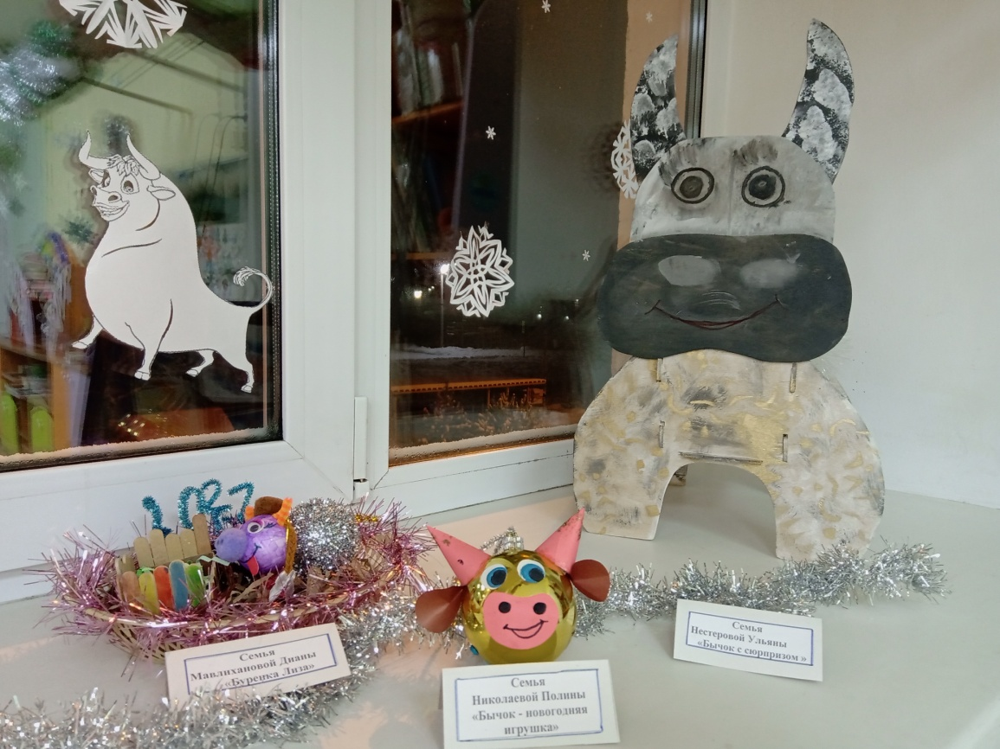 Семья
Мавлихановой Дианы
«Буренка Лиза»
Семья
Николаевой Полины
«Бычок - новогодняя
игрушка»
Семья
Нестеровой Ульяны
«Бычок с сюрпризом »